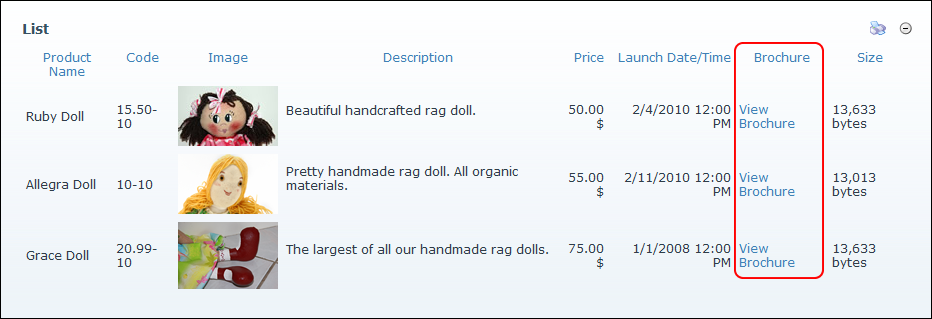 List
Product Name Code Image Description Price Launch Date/Time Brochure Size
Ruby Doll 15.50-10 Beautiful handcrafted rag doll. 50.00 $ 2/4/2010 12:00 PM View Brochure 13,633 bytes
Allegra Doll 10-10 Pretty handmade rag doll. All organic materials. 55.00 $ 2/11/2010 12:00 PM View Brochure 13,013 bytes
Grace Doll 20.99-10 The largest of all our handmade rag dolls. 75.00 $ 1/1/2008 12:00 PM View Brochure 13,633 bytes